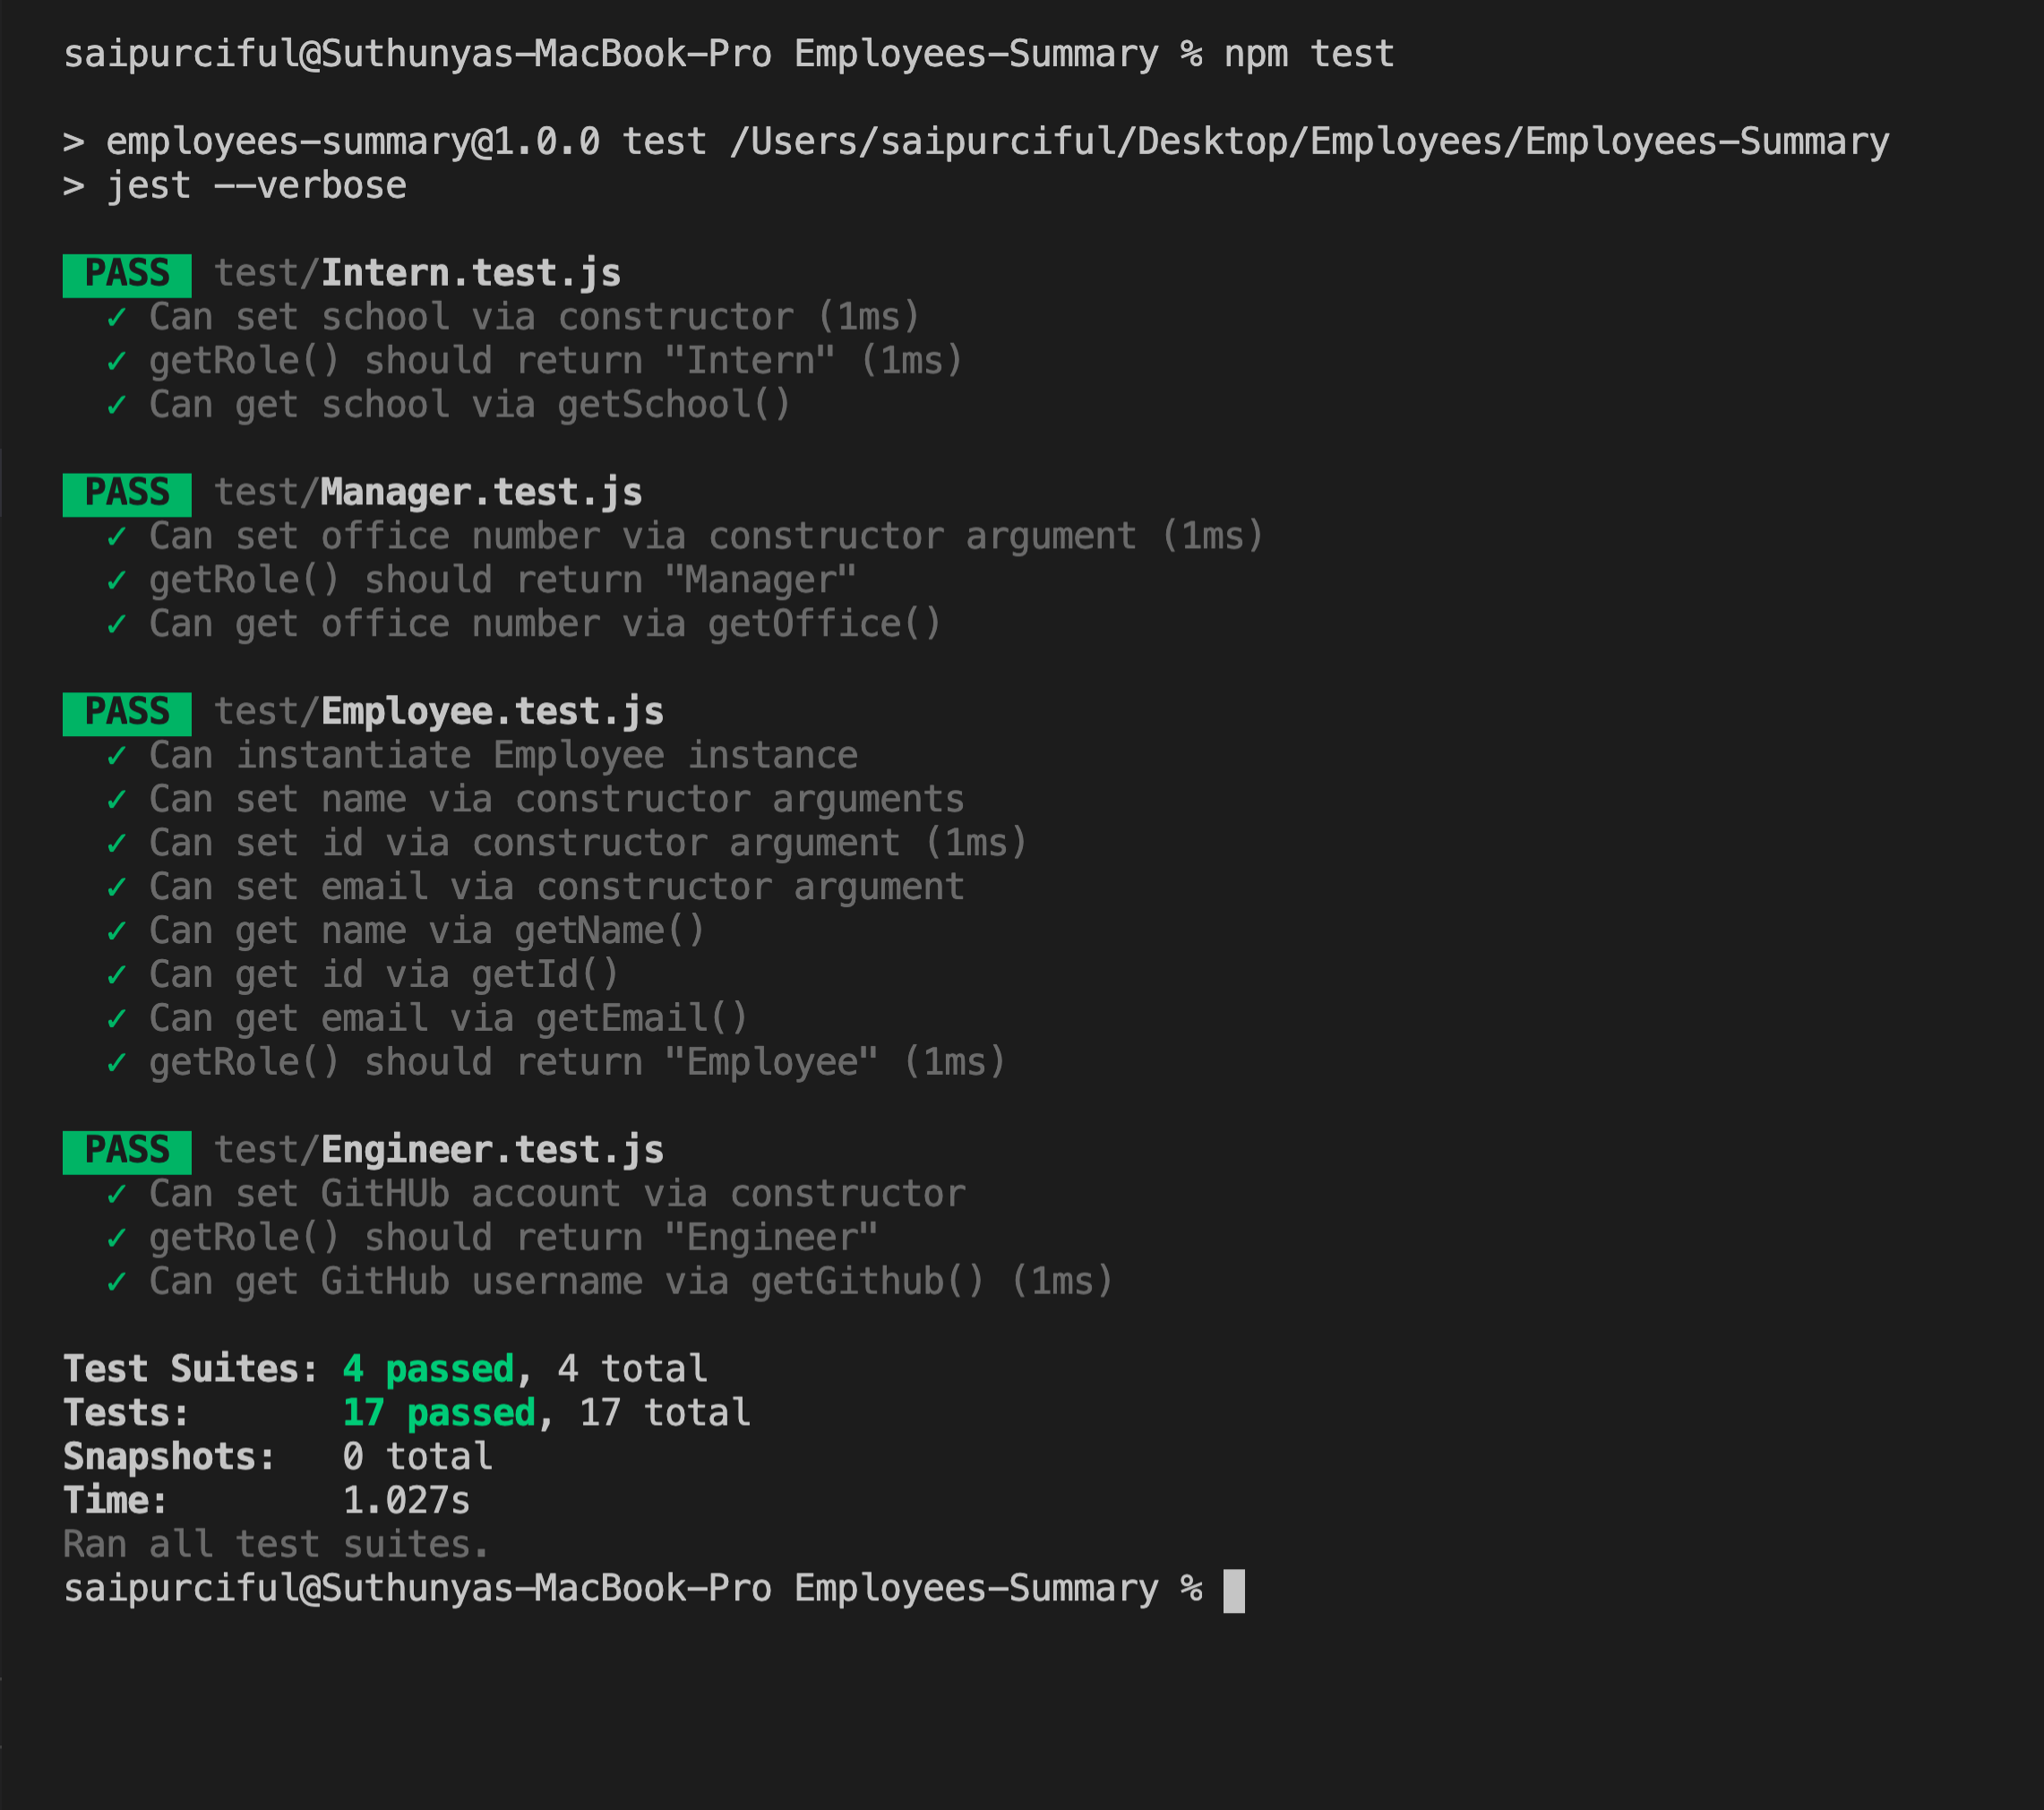 saipurciful@Suthunyas-MacBook-Pro Employees-Summary % npm test
> employees-summary@1.0.0 test /Users/saipurciful/Desktop/Employees/Employees-Summary
> jest --verbose
PASS test/Intern.test.js
✓ Can set school via constructor (1ms)
✓ getRole() should return "Intern" (1ms)
✓ Can get school via getSchool()
PASS test/Manager.test.js
✓ Can set office number via constructor argument (1ms)
✓ getRole() should return "Manager"
✓ Can get office number via getOffice()
PASS test/Employee.test.js
✓ Can instantiate Employee instance
✓ Can set name via constructor arguments
✓ Can set id via constructor argument (1ms)
✓ Can set email via constructor argument
✓ Can get name via getName()
✓ Can get id via getId()
✓ Can get email via getEmail()
✓ getRole() should return "Employee" (1ms)
PASS test/Engineer.test.js
✓ Can set GitHUb account via constructor
✓ getRole() should return "Engineer"
✓ Can get GitHub username via getGithub() (1ms)
Test Suites: 4 passed, 4 total
Tests: 17 passed, 17 total
Snapshots: 0 total
Time: 1.027s
Ran all test suites.
saipurciful@Suthunyas-MacBook-Pro Employees-Summary %